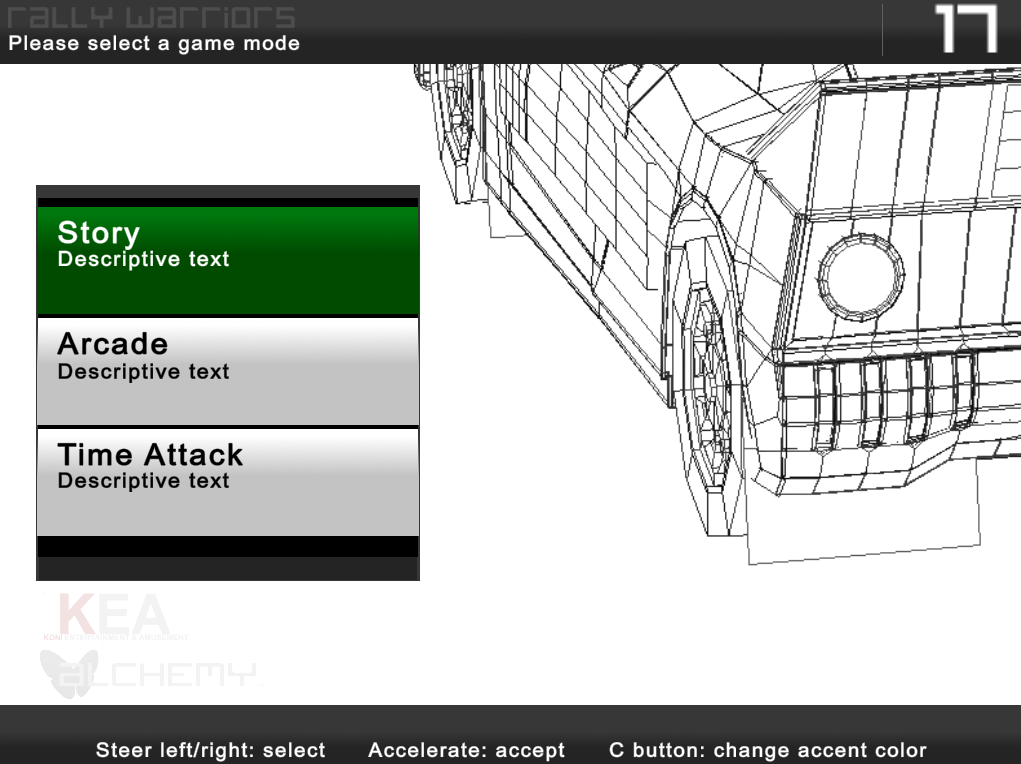 rally warriors
Please select a game mode
17
Story
Descriptive text
Arcade
Descriptive text
Time Attack
Descriptive text
KEA
KONI ENTERTAINMENT & AMUSEMENT
ALCHEMY
Steer left/right: select Accelerate: accept C button: change accent color